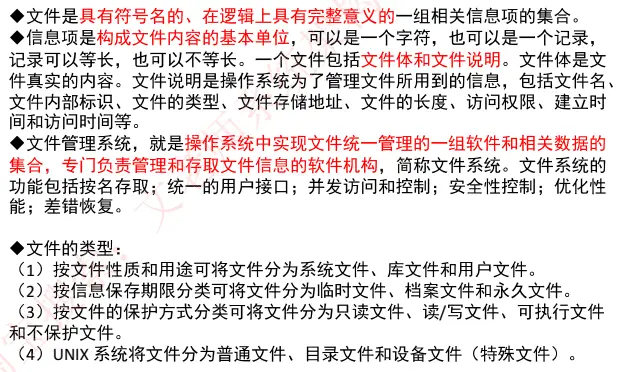 ◆文件是具有符号名的、在逻辑上具有完整意义的一组相关信息项的集合。
◆信息项是构成文件内容的基本单位，可以是一个字符，也可以是一个记录，
记录可以等长，也可以不等长。一个文件包括文件体和文件说明。文件体是文
件真实的内容。文件说明是操作系统为了管理文件所用到的信息，包括文件名、
文件内部标识、文件的类型、文件存储地址、文件的长度、访问权限、建立时
间和访问时间等。
◆文件管理系统，就是操作系统中实现文件统一管理的一组软件和相关数据的
集合，专门负责管理和存取文件信息的软件机构，简称文件系统。文件系统的
功能包括按名存取；统一的用户接口；并发访问和控制；安全性控制；优化性
能；差错恢复。
◆文件的类型：
（1）按文件性质和用途可将文件分为系统文件、库文件和用户文件。
（2）按信息保存期限分类可将文件分为临时文件、档案文件和永久文件。
（3）按文件的保护方式分类可将文件分为只读文件、读/写文件、可执行文件
和不保护文件。
（4）UNIX 系统将文件分为普通文件、目录文件和设备文件（特殊文件）。